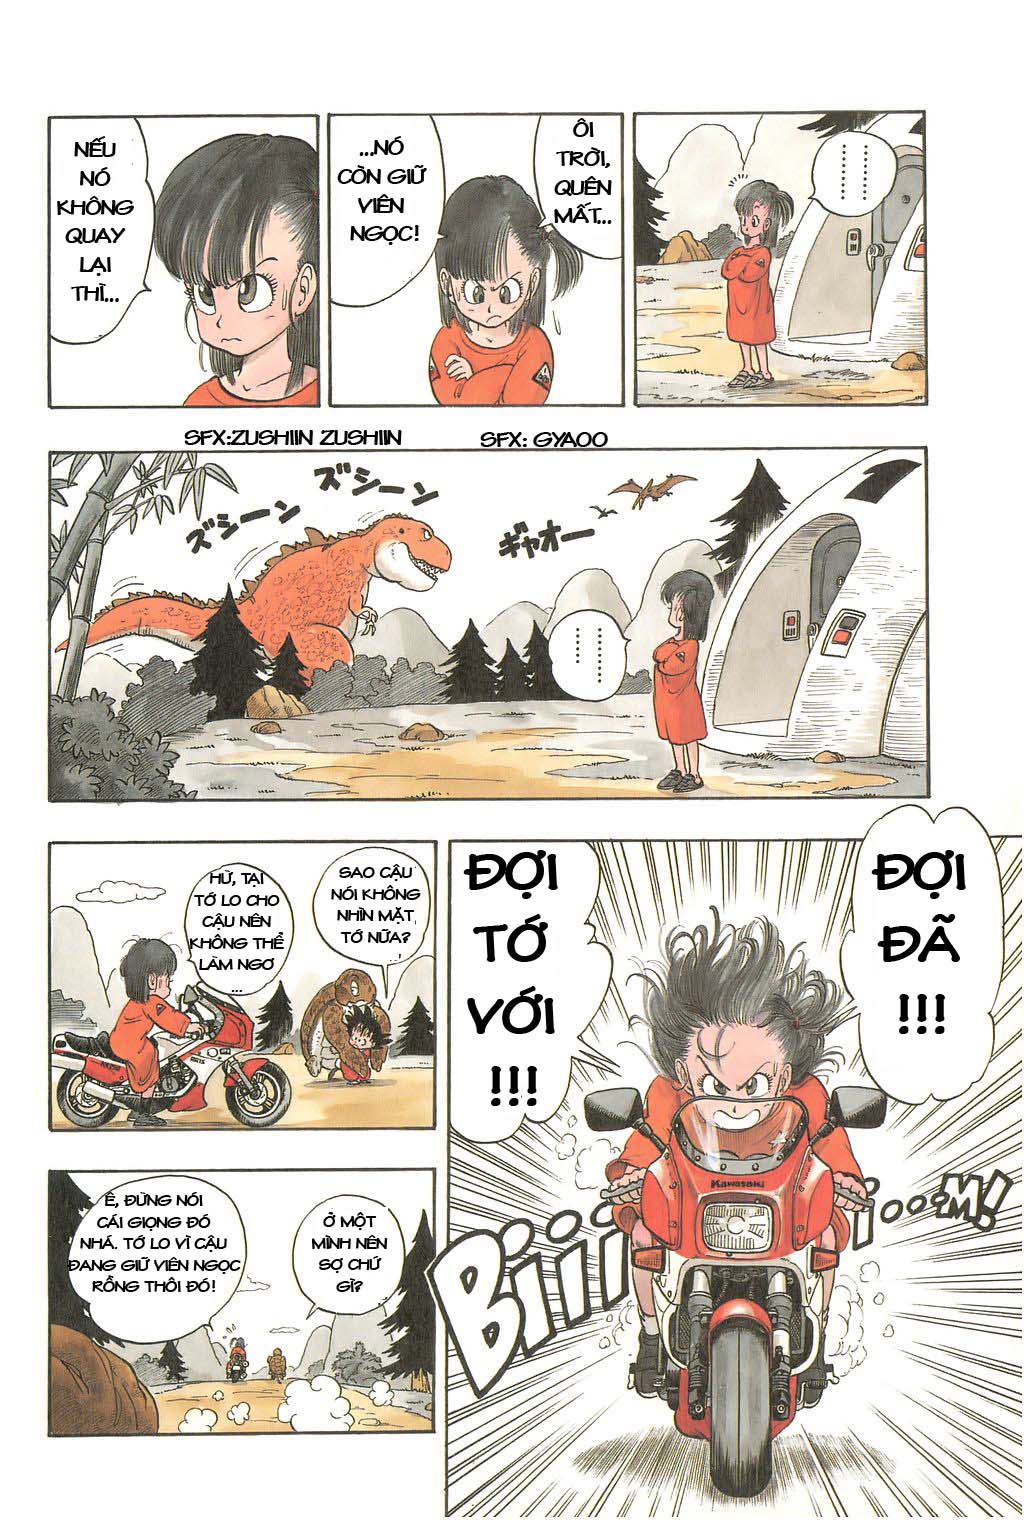 ..........
ÔI
TRỜI,
QUÊN
MẤT...
...NÓ
CÒN GIỮ
VIÊN
NGỌC!
NẾU
NÓ
KHÔNG
QUAY
LẠI
THÌ...
SFX: GYAOO
SFX:ZUSHIIN ZUSHIIN
..........
ギャオー
ズシーン
ズシーン
ĐỢI
ĐÃ
!!!
ĐỢI
TỚ
VỚI
!!!
Kawasaki
Biiii
iooM!
SAO CẬU
NÓI KHÔNG
NHÌN MẶT
TỚ NỮA?
HỪ, TẠI
TỚ LO CHO
CẬU NÊN
KHÔNG THỂ
LÀM NGƠ
...
Ở MỘT
MÌNH NÊN
SỢ CHỨ
GÌ?
Ê, ĐỪNG NÓI
CÁI GIỌNG ĐÓ
NHÁ. TỚ LO VÌ CẬU
ĐANG GIỮ VIÊN NGỌC
RỒNG THÔI ĐÓ!